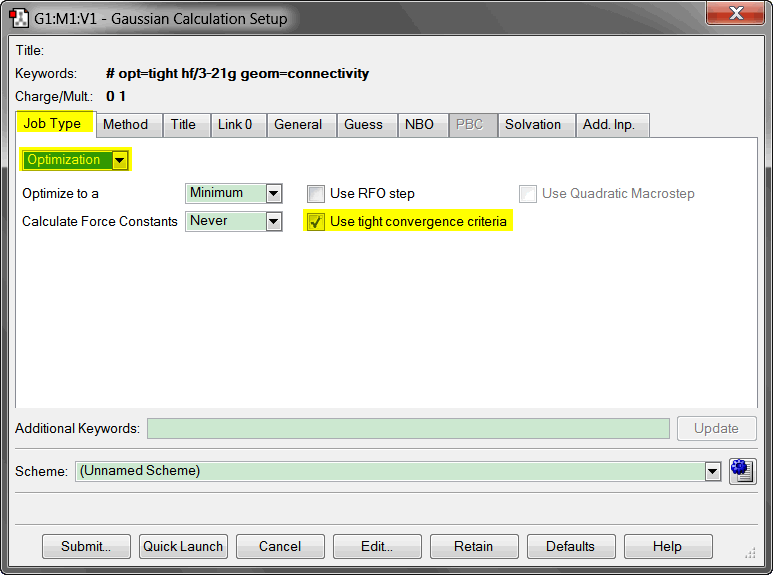 G1:M1:V1 - Gaussian Calculation Setup
Title:
Keywords: # opt=tight hf/3-21g geom=connectivity
Charge/Mult.: 0 1
Job Type Method Title Link 0 General Guess NBO PBC Solvation Add. Inp.
Optimization
Optimize to a Minimum Use RFO step Use Quadratic Macrostep
Calculate Force Constants Never Use tight convergence criteria
Additional Keywords: Update
Scheme: (Unnamed Scheme)
Submit... Quick Launch Cancel Edit... Retain Defaults Help